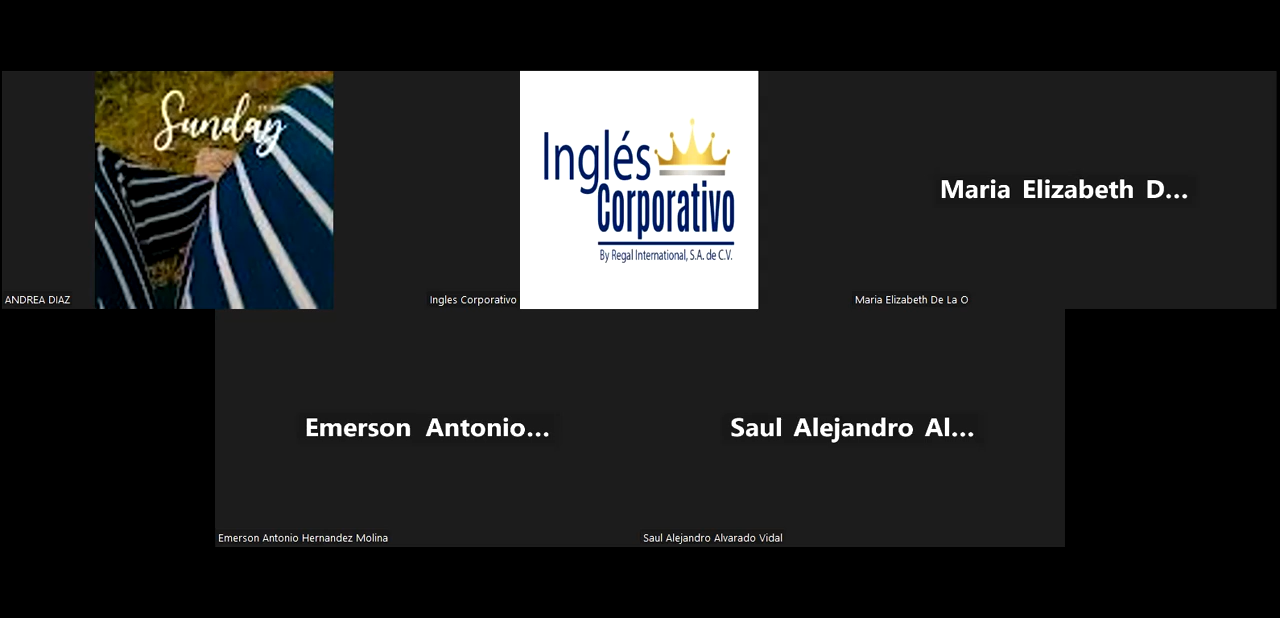 Sunday
ANDREA DIAZ
Inglés
Corporativo
By Regal International, S.A. de C.V.
Ingles Corporativo
Maria Elizabeth D...
Maria Elizabeth De La O
Emerson Antonio...
Emerson Antonio Hernandez Molina
Saul Alejandro Al...
Saul Alejandro Alvarado Vidal